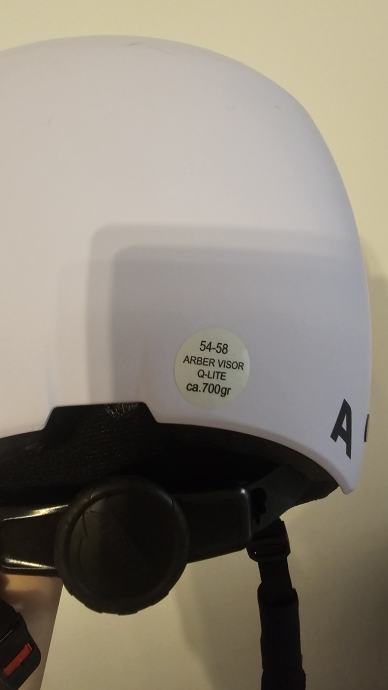 54-58
ARBER VISOR
Q-LITE
ca.700gr
A